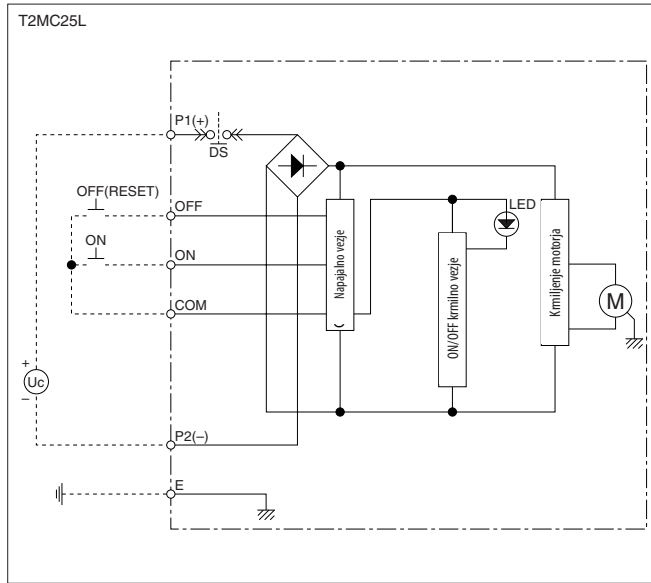 T2MC25L
P1(+)
DS
OFF(RESET)
OFF
LED
ON
ON
Napajalno vezje
ON/OFF krmilno vezje
Krmiljenje motorja
COM
M
+
Uc
–
P2(–)
E